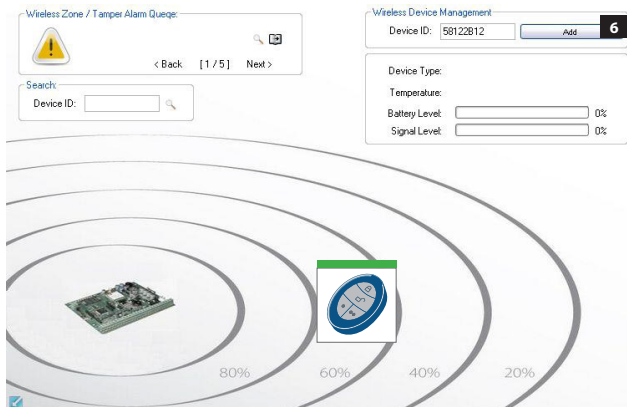 Wireless Zone / Tamper Alarm Queqe:
< Back [ 1 / 5 ] Next >
Search:
Device ID:
Wireless Device Management
Device ID: 58122B12 Add 6
Device Type:
Temperature:
Battery Level: 0%
Signal Level: 0%
80% 60% 40% 20%